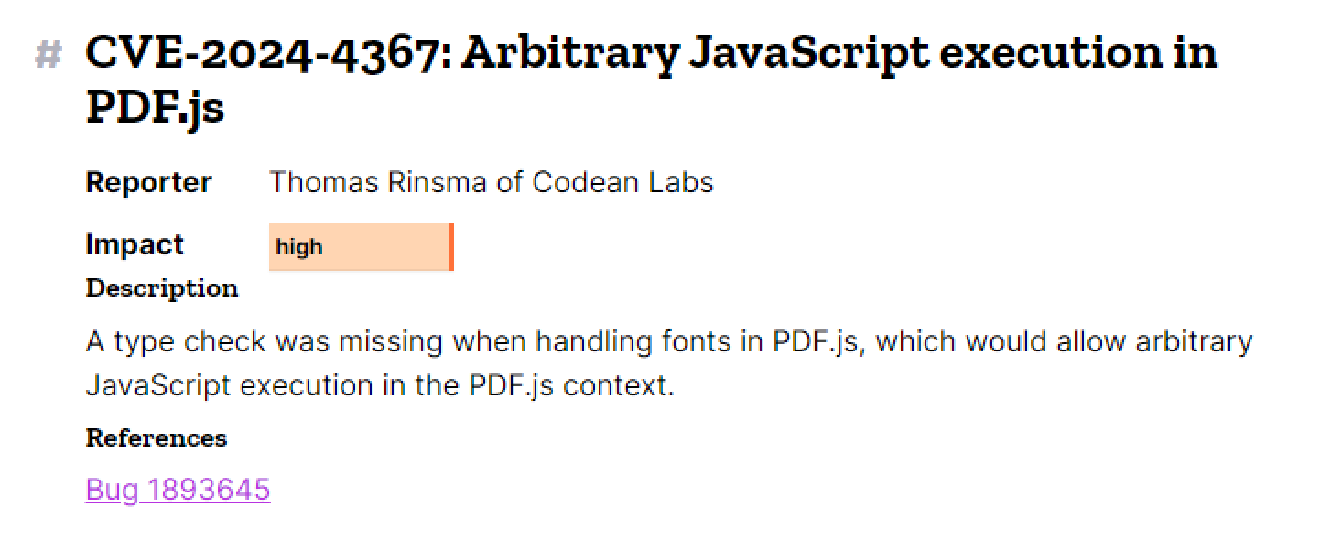 # CVE-2024-4367: Arbitrary JavaScript execution in
PDF.js
Reporter Thomas Rinsma of Codean Labs
Impact high
Description
A type check was missing when handling fonts in PDF.js, which would allow arbitrary
JavaScript execution in the PDF.js context.
References
Bug 1893645